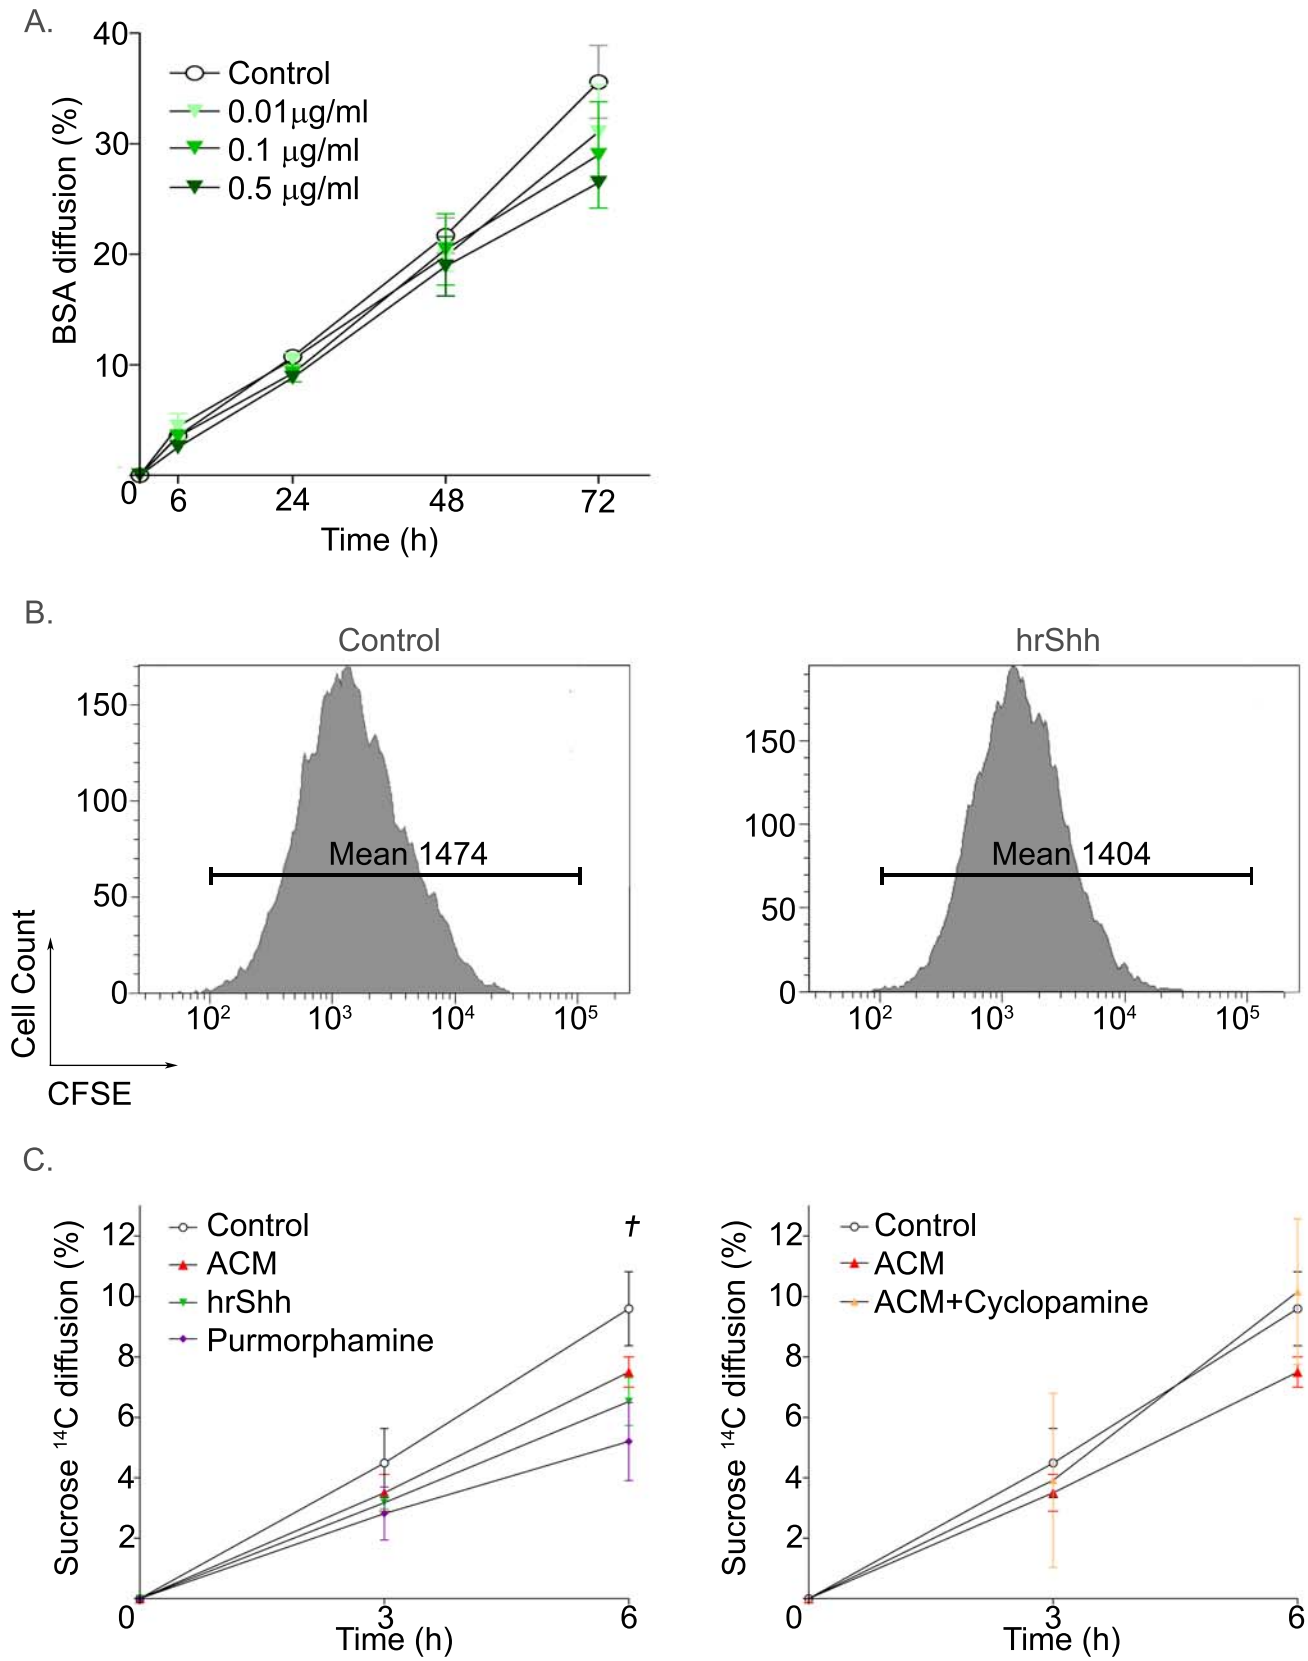 A.
40
30
20
10
0
6
24
48
72
BSA diffusion (%)
Time (h)
Control
0.01μg/ml
0.1 μg/ml
0.5 μg/ml
B.
Control
150
100
50
0
Mean 1474
10²
10³
10⁴
10⁵
Cell Count
CFSE
hrShh
150
100
50
0
Mean 1404
10²
10³
10⁴
10⁵
C.
Control
ACM
hrShh
Purmorphamine
†
12
10
8
6
4
2
0
3
6
Sucrose ¹⁴C diffusion (%)
Time (h)
Control
ACM
ACM+Cyclopamine
12
10
8
6
4
2
0
3
6
Sucrose ¹⁴C diffusion (%)
Time (h)